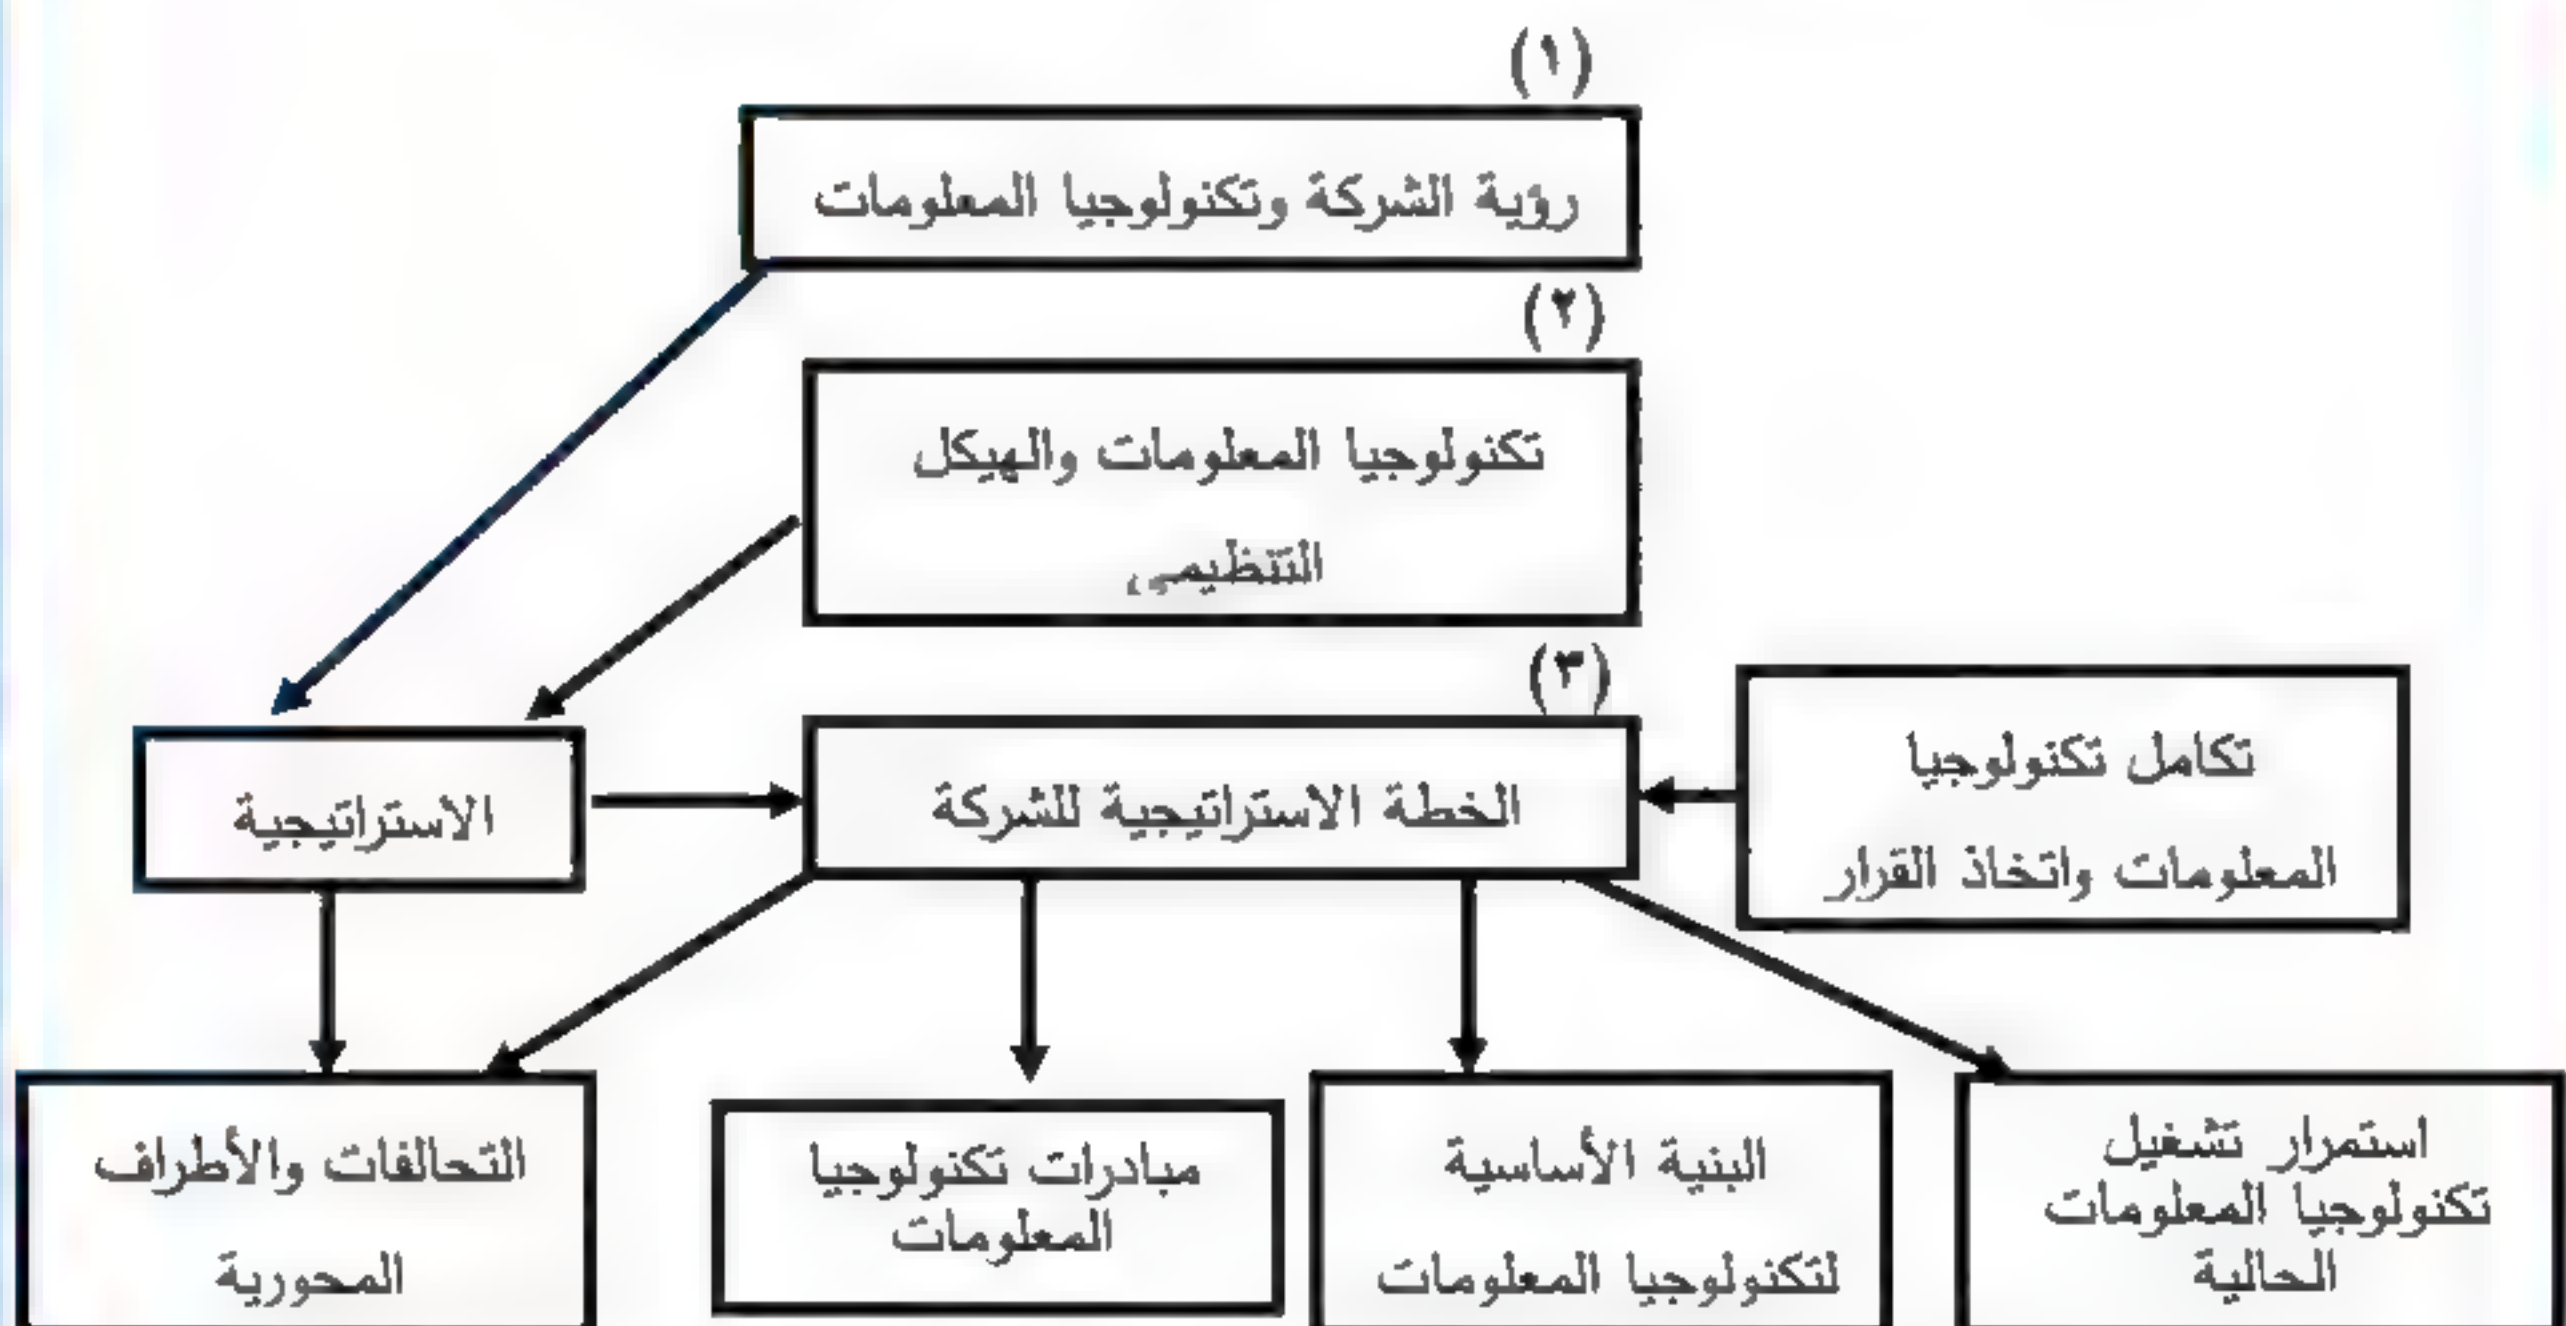 (١)
رؤية الشركة وتكنولوجيا المعلومات
(٢)
تكنولوجيا المعلومات والهيكل
التنظيمى
(٣)
تكامل تكنولوجيا
المعلومات واتخاذ القرار
الخطة الاستراتيجية للشركة
الاستراتيجية
استمرار تشغيل
تكنولوجيا المعلومات
الحالية
البنية الأساسية
لتكنولوجيا المعلومات
مبادرات تكنولوجيا
المعلومات
التحالفات والأطراف
المحورية